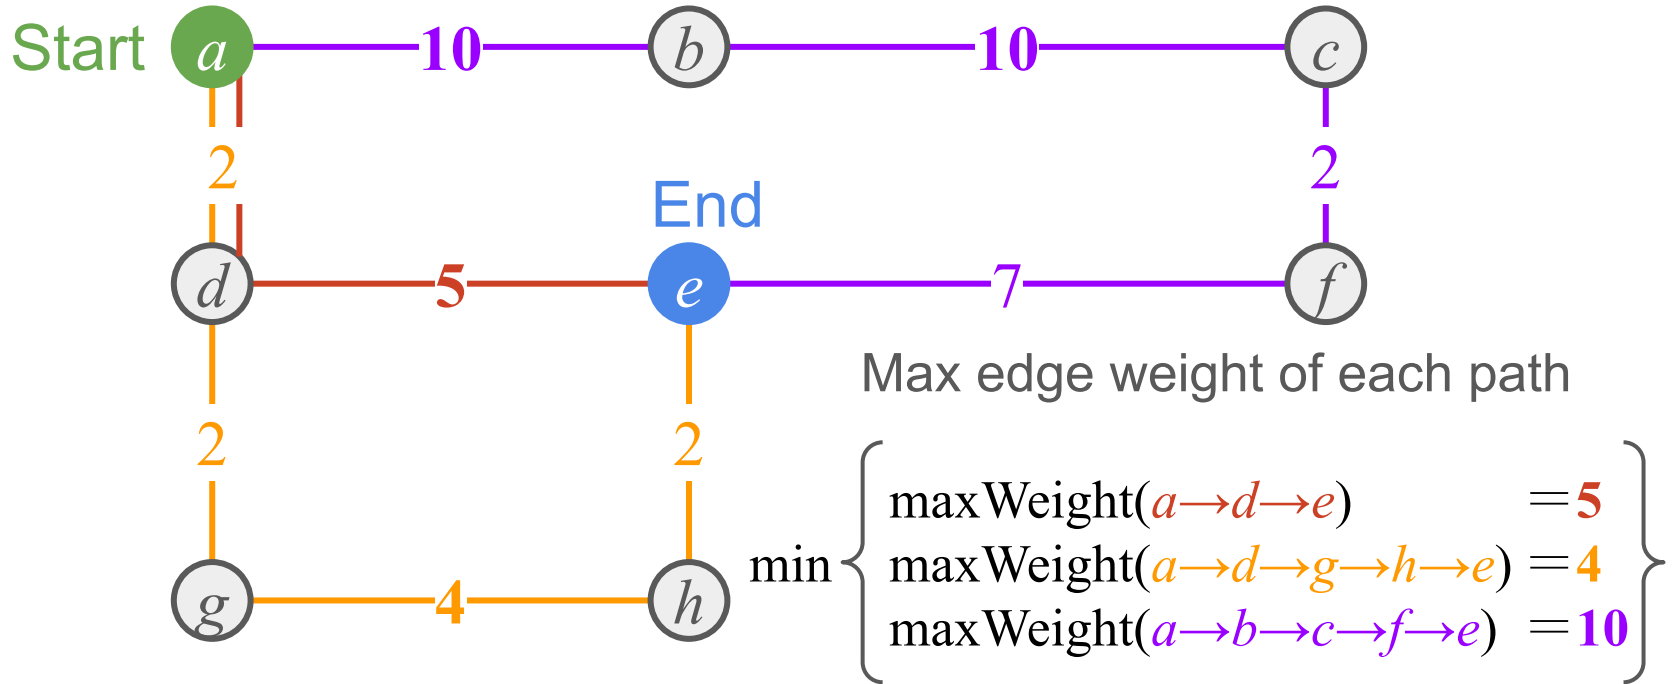 Start a 10 b 10 c
2 2
End
d 5 e 7 f
Max edge weight of each path
2 2
maxWeight(a→d→e) =5
min maxWeight(a→d→g→h→e) =4
g 4 h
maxWeight(a→b→c→f→e) =10